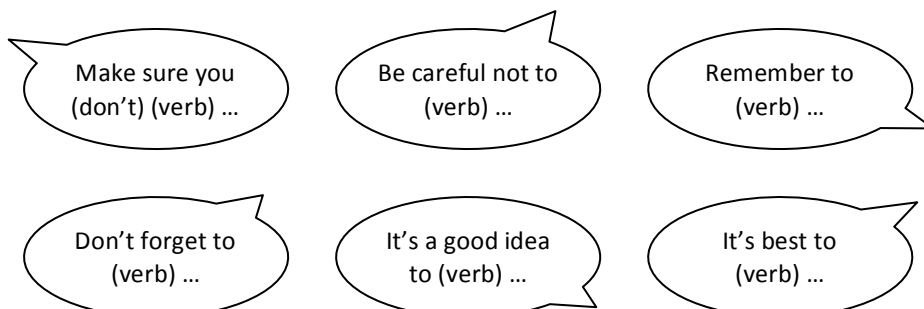 Make sure you
(don’t) (verb) ...
Be careful not to
(verb) ...
Remember to
(verb) ...
Don’t forget to
(verb) ...
It’s a good idea
to (verb) ...
It’s best to
(verb) ...